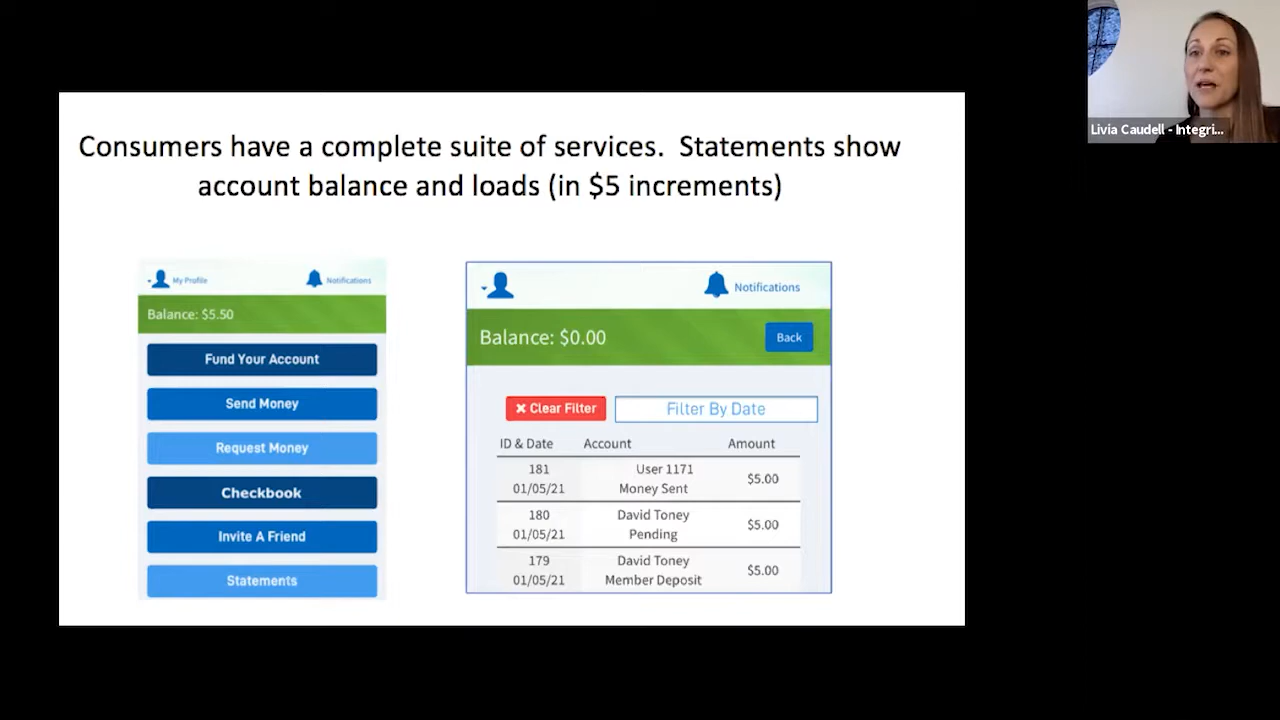 Consumers have a complete suite of services.  Statements show
account balance and loads (in $5 increments)
My Profile
Notifications
Balance: $5.50
Fund Your Account
Send Money
Request Money
Checkbook
Invite A Friend
Statements
Notifications
Balance: $0.00
Back
✖ Clear Filter
Filter By Date
ID & Date Account Amount
181 User 1171
01/05/21 Money Sent $5.00
180 David Toney
01/05/21 Pending $5.00
179 David Toney
01/05/21 Member Deposit $5.00
Livia Caudell - Integri...